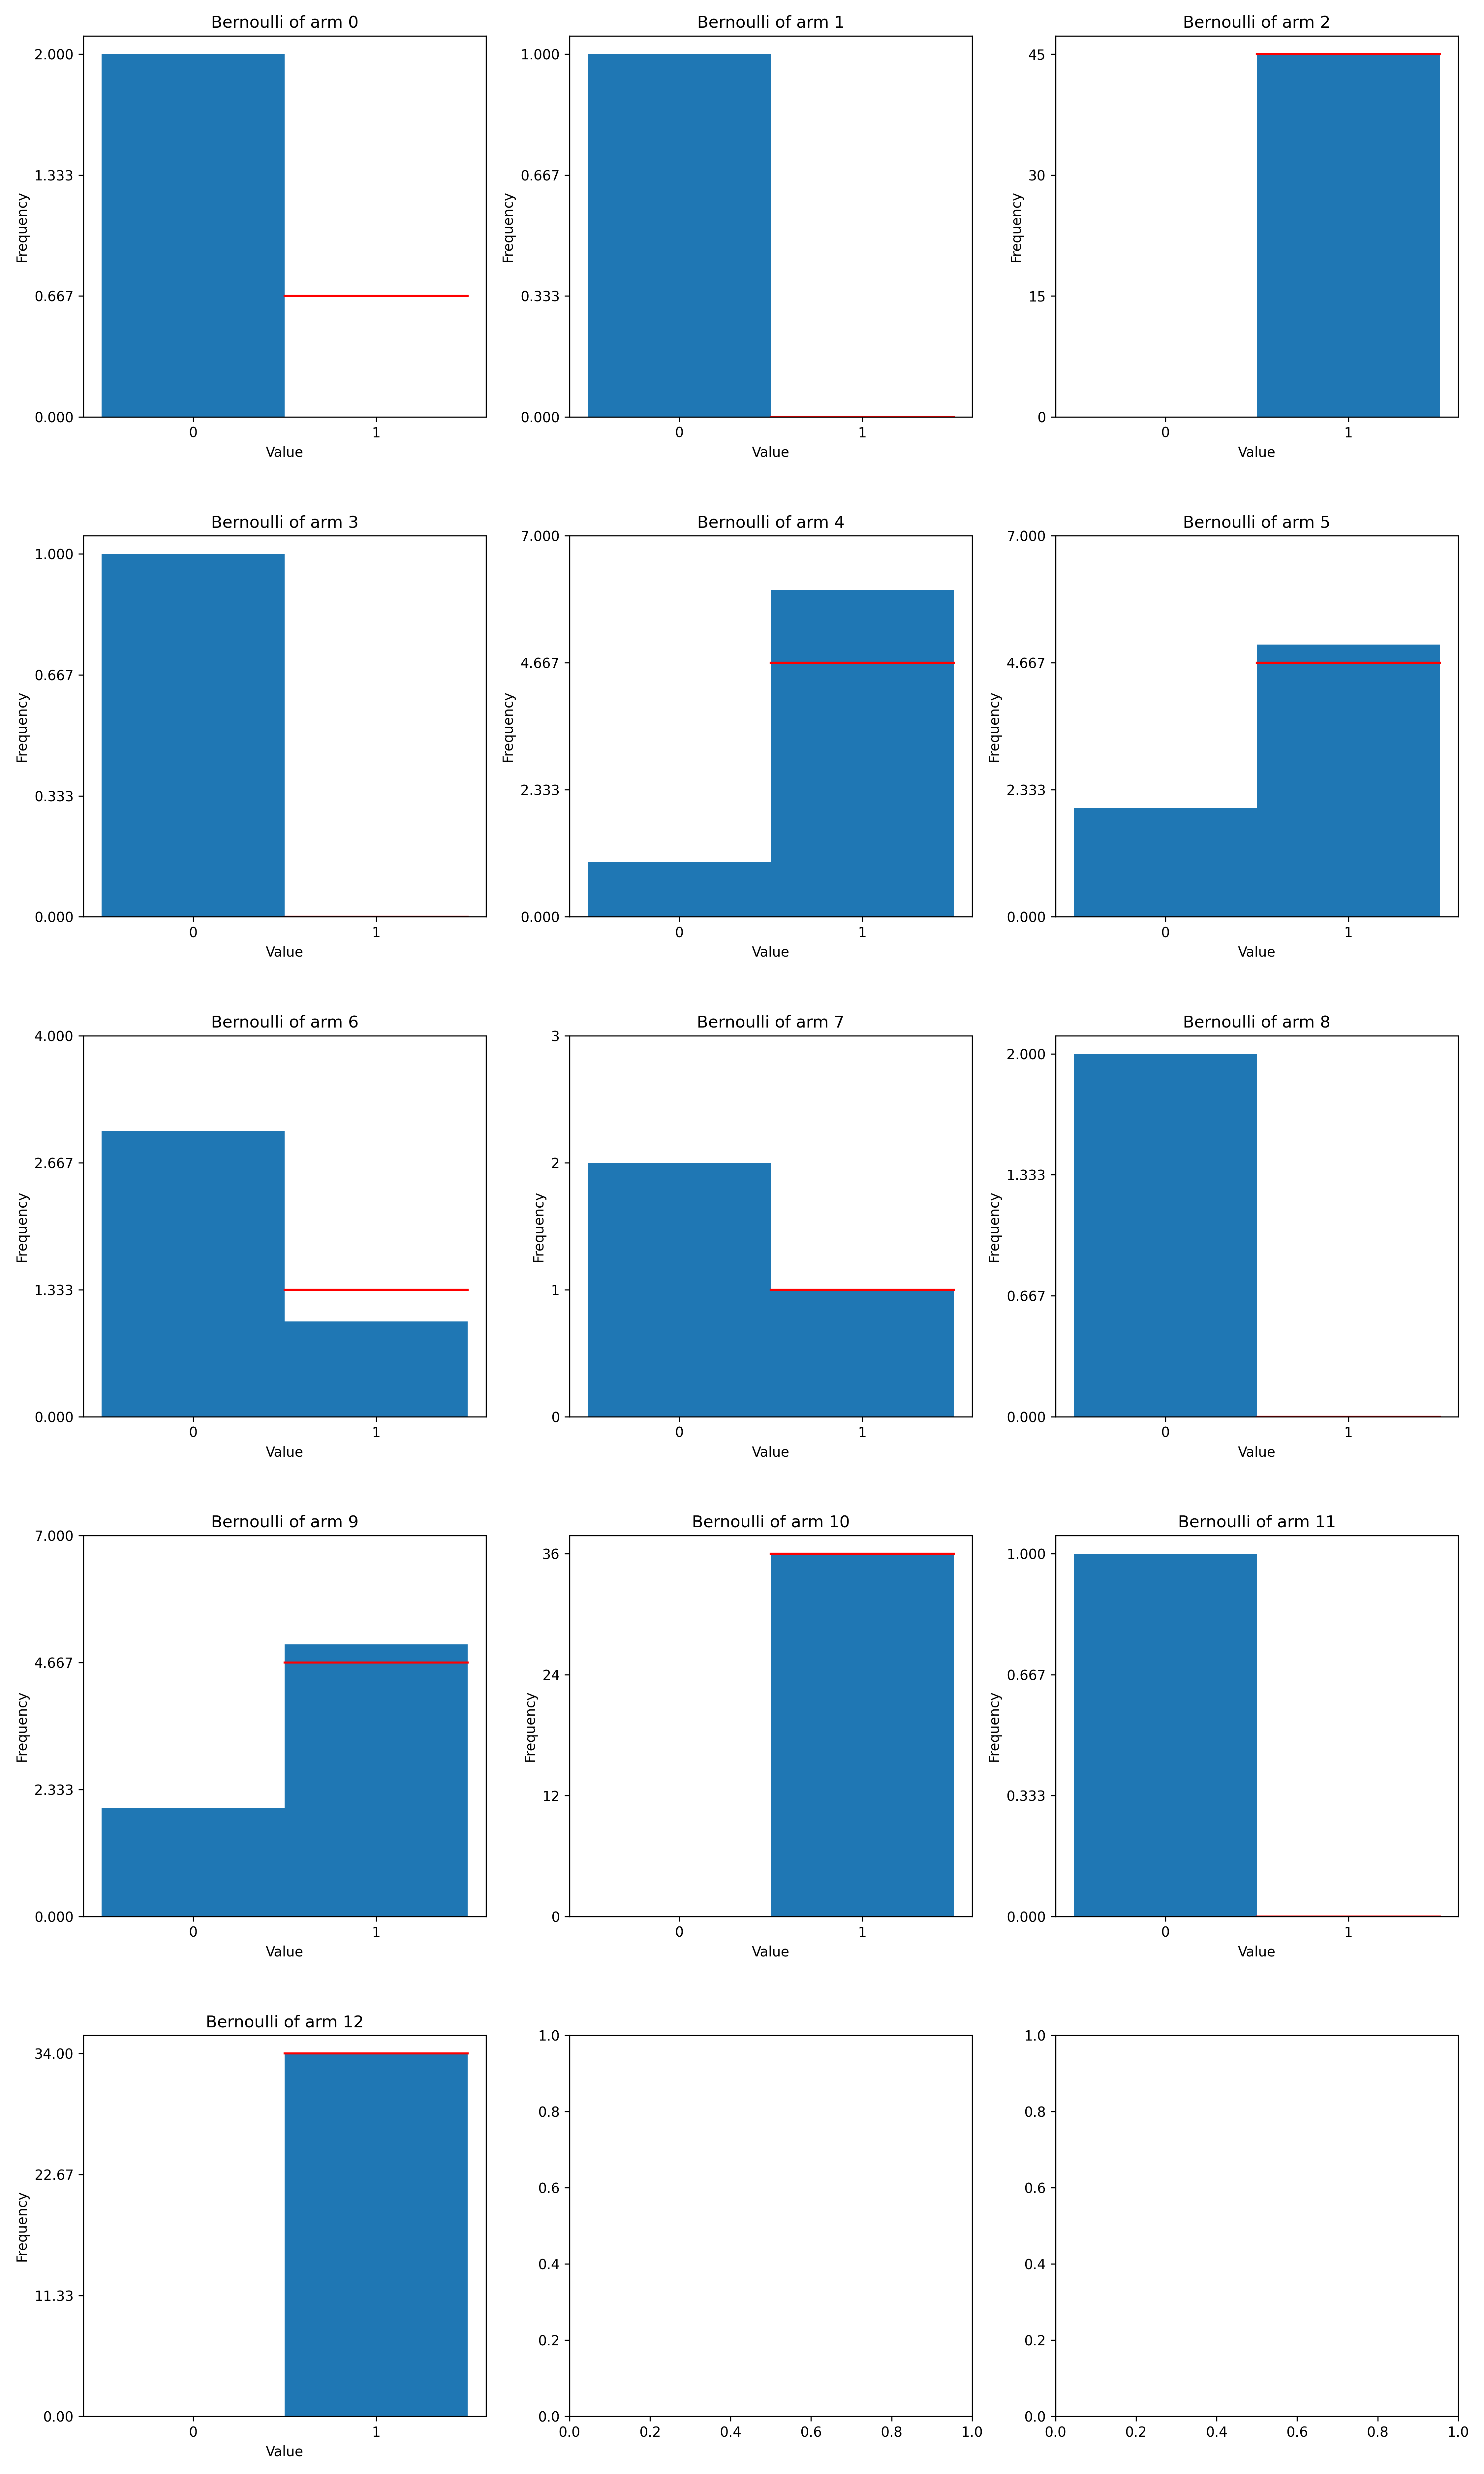 Bernoulli of arm 0
2.000
1.333
0.667
0.000
Frequency
0 1
Value
Bernoulli of arm 1
1.000
0.667
0.333
0.000
Frequency
0 1
Value
Bernoulli of arm 2
45
30
15
0
Frequency
0 1
Value
Bernoulli of arm 3
1.000
0.667
0.333
0.000
Frequency
0 1
Value
Bernoulli of arm 4
7.000
4.667
2.333
0.000
Frequency
0 1
Value
Bernoulli of arm 5
7.000
4.667
2.333
0.000
Frequency
0 1
Value
Bernoulli of arm 6
4.000
2.667
1.333
0.000
Frequency
0 1
Value
Bernoulli of arm 7
3
2
1
0
Frequency
0 1
Value
Bernoulli of arm 8
2.000
1.333
0.667
0.000
Frequency
0 1
Value
Bernoulli of arm 9
7.000
4.667
2.333
0.000
Frequency
0 1
Value
Bernoulli of arm 10
36
24
12
0
Frequency
0 1
Value
Bernoulli of arm 11
1.000
0.667
0.333
0.000
Frequency
0 1
Value
Bernoulli of arm 12
34.00
22.67
11.33
0.00
Frequency
0 1
Value
1.0
0.8
0.6
0.4
0.2
0.0
0.0 0.2 0.4 0.6 0.8 1.0
1.0
0.8
0.6
0.4
0.2
0.0
0.0 0.2 0.4 0.6 0.8 1.0